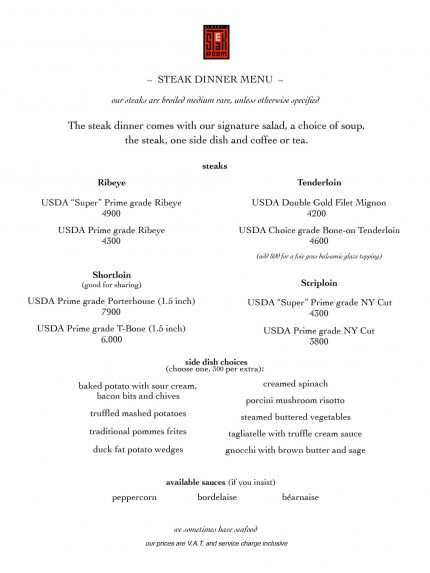 Steak
ROOM
~ STEAK DINNER MENU ~
our steaks are broiled medium rare, unless otherwise specified
The steak dinner comes with our signature salad, a choice of soup,
the steak, one side dish and coffee or tea.
steaks
Ribeye
USDA “Super” Prime grade Ribeye
4900
USDA Prime grade Ribeye
4300
Tenderloin
USDA Double Gold Filet Mignon
4200
USDA Choice grade Bone-on Tenderloin
4600
(add 800 for a foie gras balsamic glaze topping)
Shortloin
(good for sharing)
USDA Prime grade Porterhouse (1.5 inch)
7900
USDA Prime grade T-Bone (1.5 inch)
6,000
Striploin
USDA “Super” Prime grade NY Cut
4300
USDA Prime grade NY Cut
3800
side dish choices
(choose one, 300 per extra):
baked potato with sour cream,
bacon bits and chives
truffled mashed potatoes
traditional pommes frites
duck fat potato wedges
creamed spinach
porcini mushroom risotto
steamed buttered vegetables
tagliatelle with truffle cream sauce
gnocchi with brown butter and sage
available sauces (if you insist)
peppercorn bordelaise béarnaise
we sometimes have seafood
our prices are V.A.T. and service charge inclusive